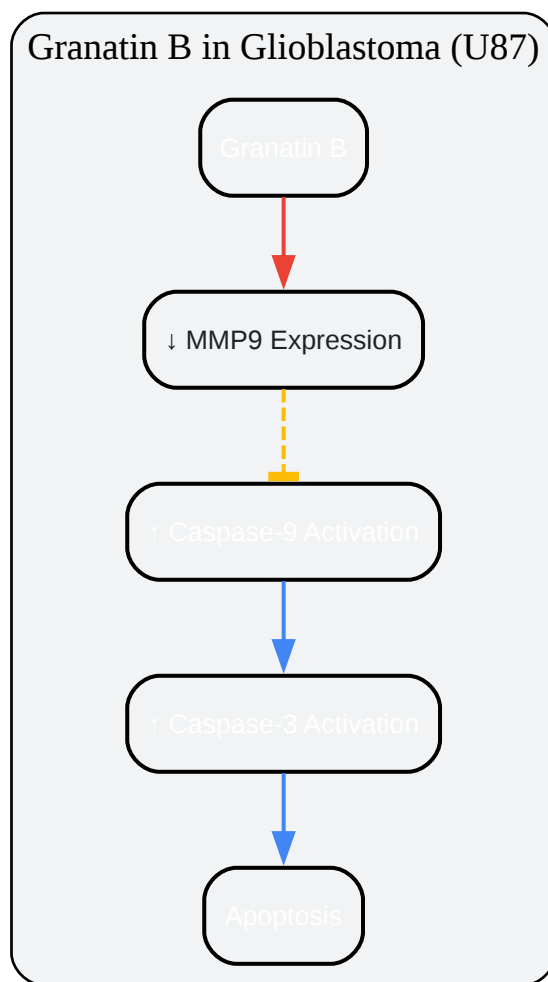 Granatin B in Glioblastoma (U87)
Granatin B
↓ MMP9 Expression
↑ Caspase-9 Activation
↑ Caspase-3 Activation
Apoptosis